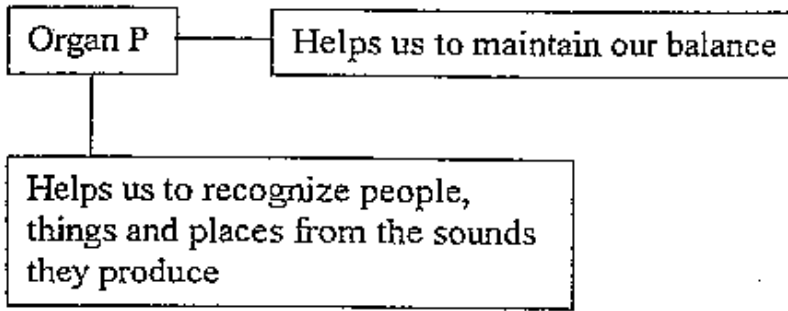 Organ P
Helps us to maintain our balance
Helps us to recognize people,
things and places from the sounds
they produce